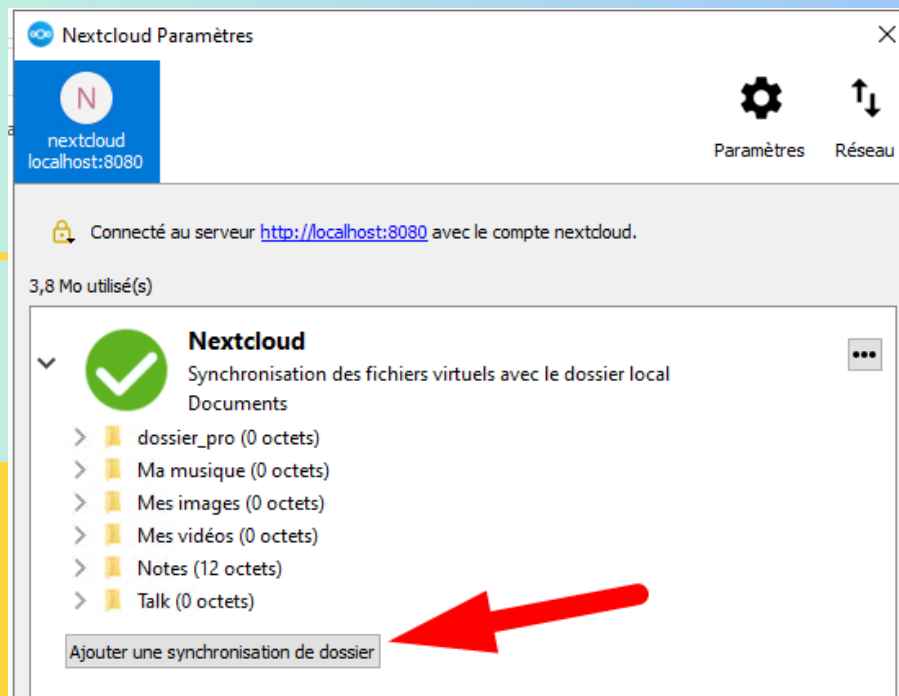 Nextcloud Paramètres
N
nextcloud
localhost:8080
Paramètres
Réseau
Connecté au serveur http://localhost:8080 avec le compte nextcloud.
3,8 Mo utilisé(s)
Nextcloud
Synchronisation des fichiers virtuels avec le dossier local
Documents
dossier_pro (0 octets)
Ma musique (0 octets)
Mes images (0 octets)
Mes vidéos (0 octets)
Notes (12 octets)
Talk (0 octets)
Ajouter une synchronisation de dossier